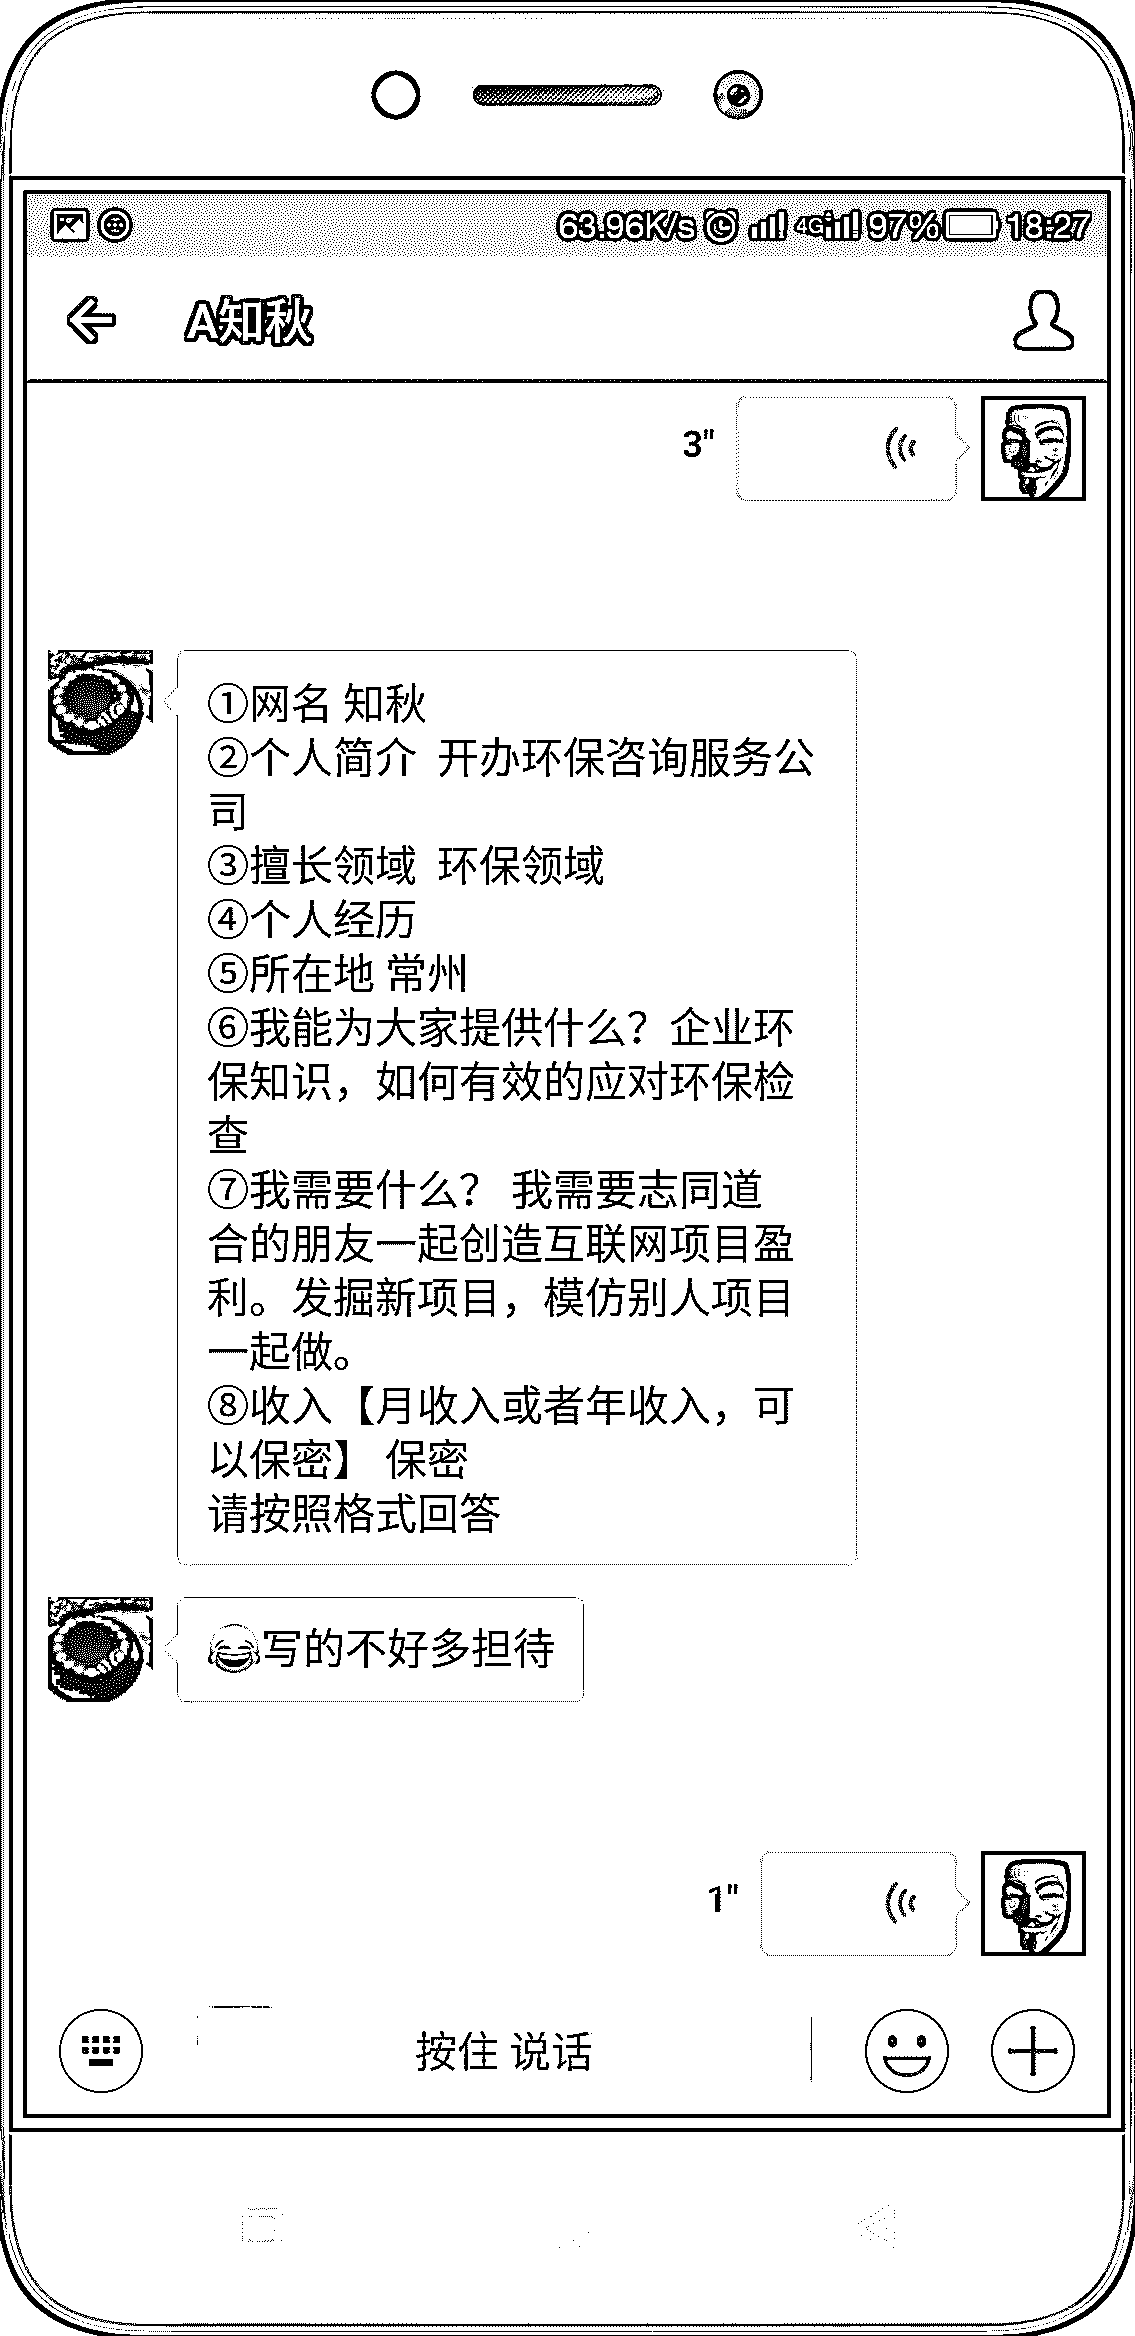 63.96K/s 4G 97% 18:27
A知秋
3"
①网名 知秋
②个人简介 开办环保咨询服务公
司
③擅长领域 环保领域
④个人经历
⑤所在地 常州
⑥我能为大家提供什么？企业环
保知识，如何有效的应对环保检
查
⑦我需要什么？ 我需要志同道
合的朋友一起创造互联网项目盈
利。发掘新项目，模仿别人项目
一起做。
⑧收入【月收入或者年收入，可
以保密】 保密
请按照格式回答
😂写的不好多担待
1"
按住 说话